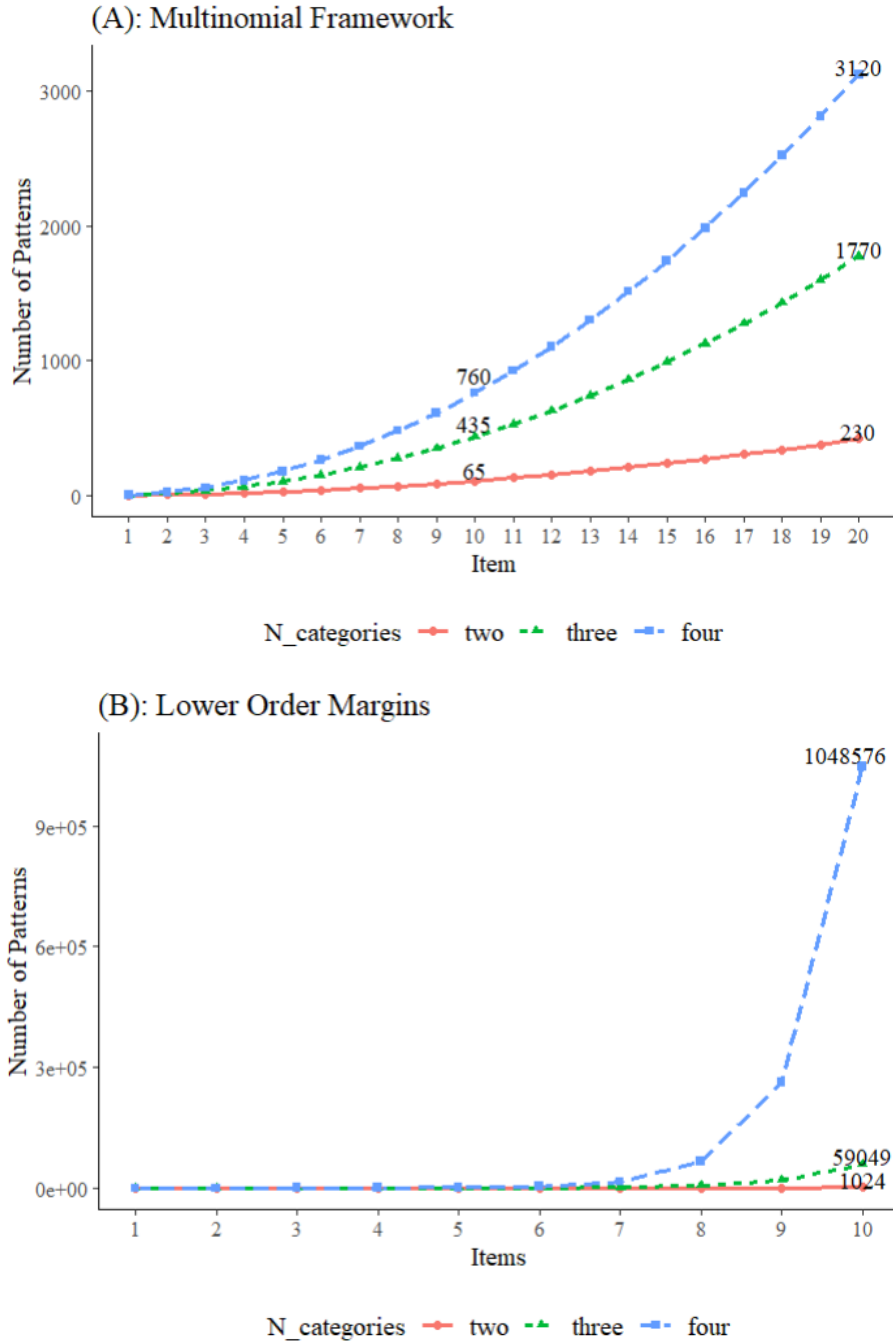 (A): Multinomial Framework
3120
3000
2000
1770
1000
760
435
230
65
0
Number of Patterns
1 2 3 4 5 6 7 8 9 10 11 12 13 14 15 16 17 18 19 20
Item
N_categories two three four
(B): Lower Order Margins
1048576
9e+05
6e+05
3e+05
59049
1024
0e+00
Number of Patterns
1 2 3 4 5 6 7 8 9 10
Items
N_categories two three four